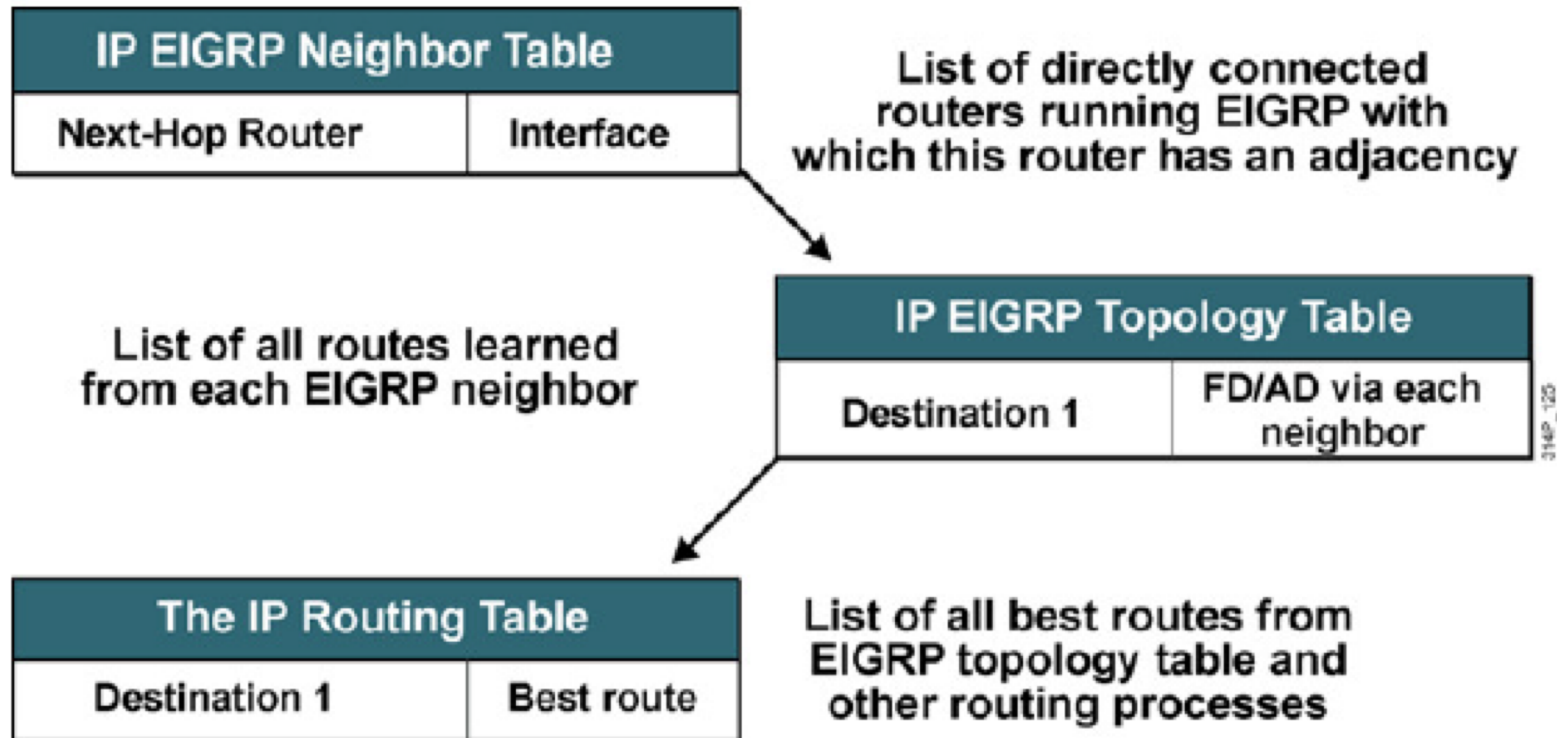 IP EIGRP Neighbor Table
Next-Hop Router
Interface
List of directly connected
routers running EIGRP with
which this router has an adjacency
IP EIGRP Topology Table
Destination 1
FD/AD via each
neighbor
List of all routes learned
from each EIGRP neighbor
314P_125
The IP Routing Table
Destination 1
Best route
List of all best routes from
EIGRP topology table and
other routing processes